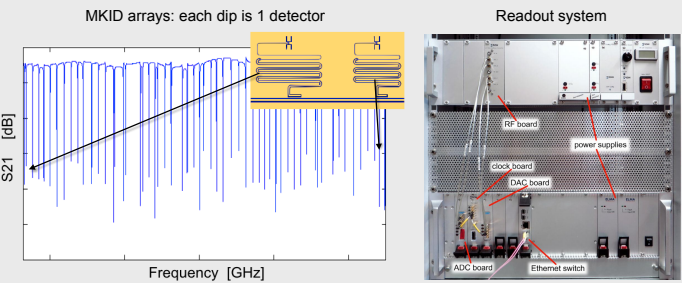 MKID arrays: each dip is 1 detector
Readout system
S21 [dB]
Frequency [GHz]
RF board
power supplies
clock board
DAC board
ADC board
Ethernet switch